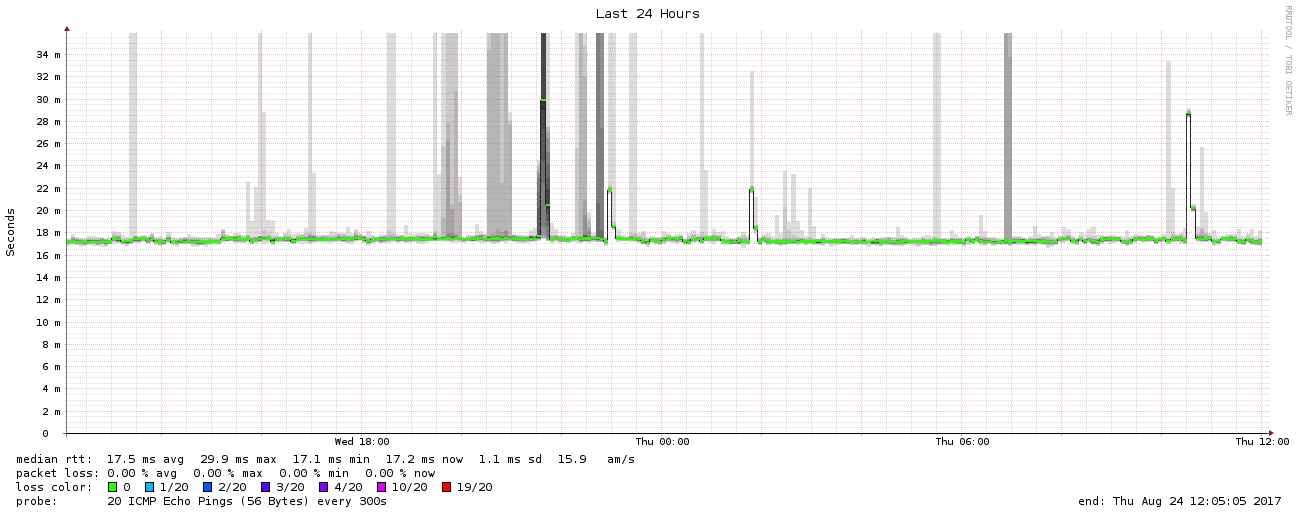 Last 24 Hours
RRDTOOL / TOBI OETIKER
Seconds
34 m
32 m
30 m
28 m
26 m
24 m
22 m
20 m
18 m
16 m
14 m
12 m
10 m
8 m
6 m
4 m
2 m
0
Wed 18:00 Thu 00:00 Thu 06:00 Thu 12:00
median rtt: 17.5 ms avg 29.9 ms max 17.1 ms min 17.2 ms now 1.1 ms sd 15.9 am/s
packet loss: 0.00 % avg 0.00 % max 0.00 % min 0.00 % now
loss color: 0 1/20 2/20 3/20 4/20 10/20 19/20
probe: 20 ICMP Echo Pings (56 Bytes) every 300s end: Thu Aug 24 12:05:05 2017